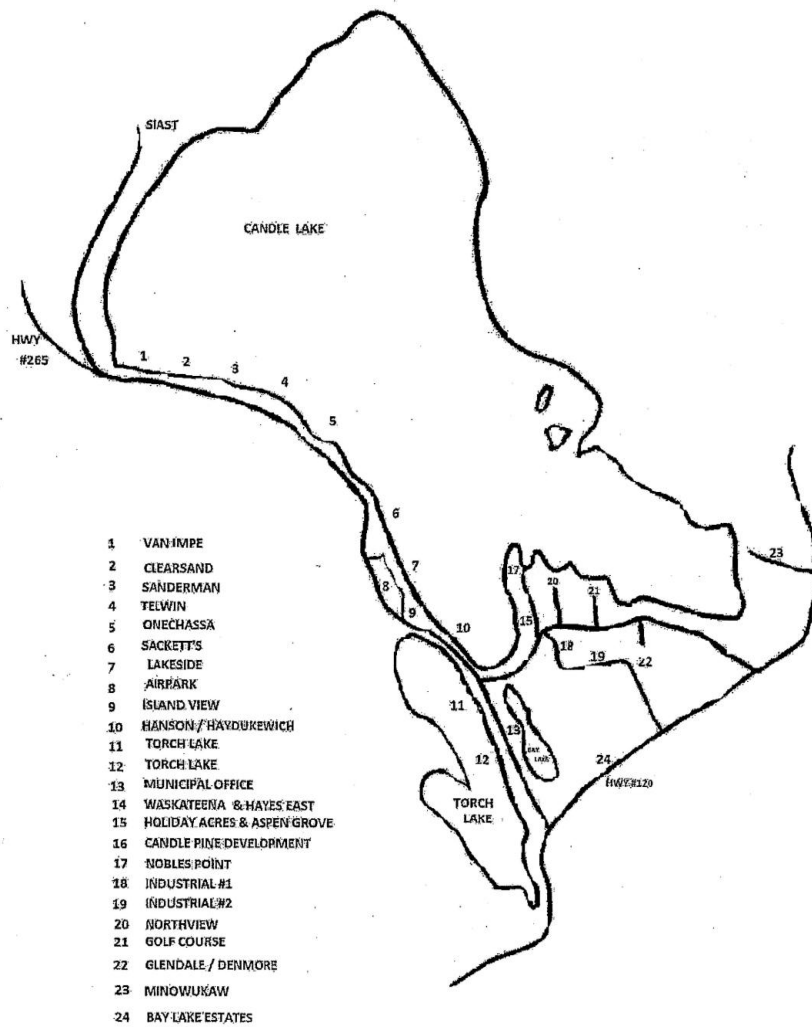 SIAST
CANDLE LAKE
HWY
#265
1
2
3
4
5
6
7
8
9
10
11
12
13
BAY
LAKE
TORCH
LAKE
15
17
18
19
20
21
22
23
24
HWY#120
1 VAN IMPE
2 CLEARSAND
3 SANDERMAN
4 TELWIN
5 ONECHASSA
6 SACKETT'S
7 LAKESIDE
8 AIRPARK
9 ISLAND VIEW
10 HANSON / HAYDUKEWICH
11 TORCH LAKE
12 TORCH LAKE
13 MUNICIPAL OFFICE
14 WASKATEENA & HAYES EAST
15 HOLIDAY ACRES & ASPEN GROVE
16 CANDLE PINE DEVELOPMENT
17 NOBLES POINT
18 INDUSTRIAL #1
19 INDUSTRIAL #2
20 NORTHVIEW
21 GOLF COURSE
22 GLENDALE / DENMORE
23 MINOWUKAW
24 BAY LAKE ESTATES